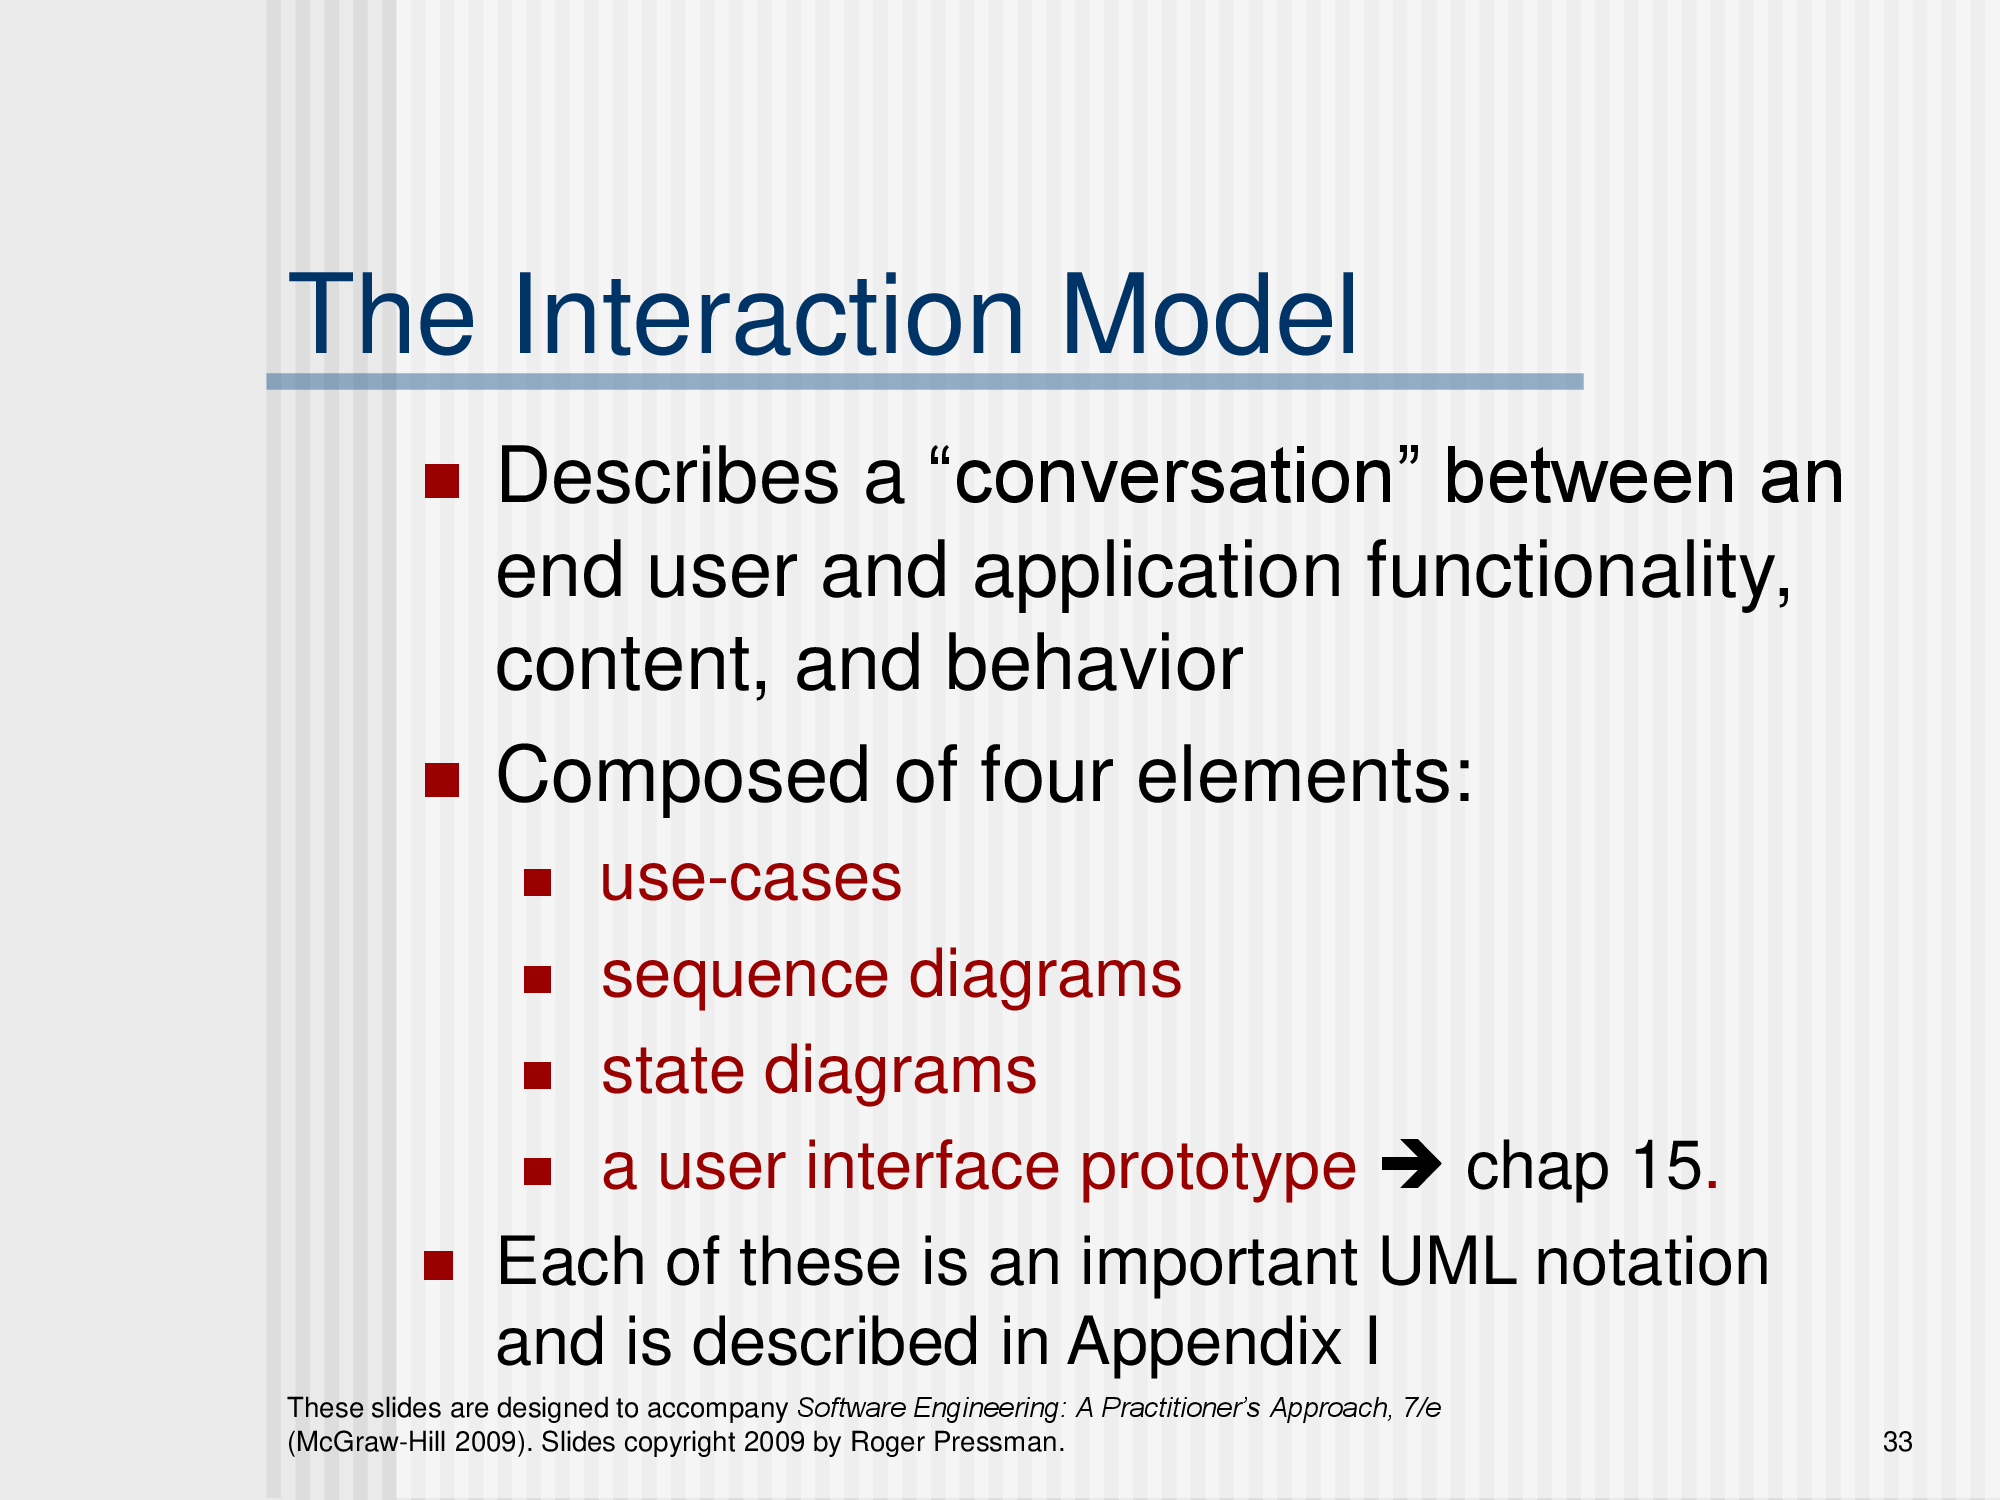 The Interaction Model
■ Describes a “conversation” between an
end user and application functionality,
content, and behavior
■ Composed of four elements:
■ use-cases
■ sequence diagrams
■ state diagrams
■ a user interface prototype ➔ chap 15.
■ Each of these is an important UML notation
and is described in Appendix I
These slides are designed to accompany Software Engineering: A Practitioner’s Approach, 7/e
(McGraw-Hill 2009). Slides copyright 2009 by Roger Pressman.
33